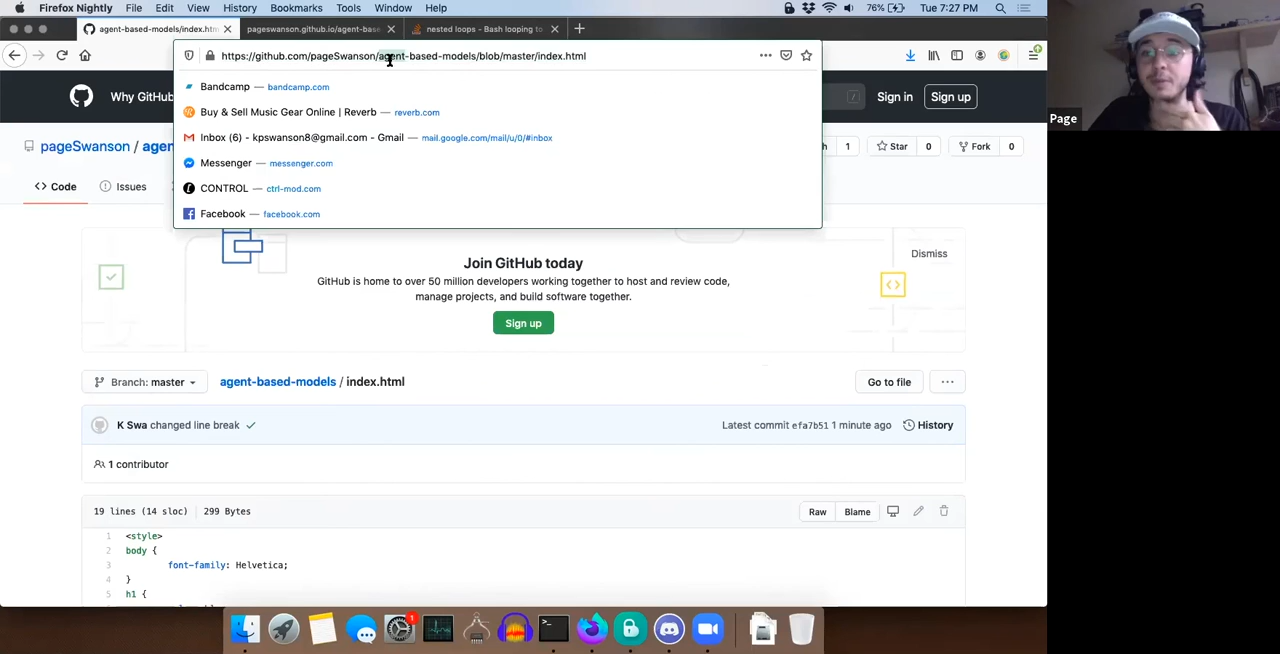 Firefox Nightly File Edit View History Bookmarks Tools Window Help 76% Tue 7:27 PM
agent-based-models/index.htm pageswanson.github.io/agent-base nested loops - Bash looping to
https://github.com/pageSwanson/agent-based-models/blob/master/index.html
Bandcamp — bandcamp.com
Buy & Sell Music Gear Online | Reverb — reverb.com
Inbox (6) - kpswanson8@gmail.com - Gmail — mail.google.com/mail/u/0/#inbox
Messenger — messenger.com
CONTROL — ctrl-mod.com
Facebook — facebook.com
Why GitHub / Sign in Sign up
Page
pageSwanson / agen h 1 Star 0 Fork 0
Code Issues
Join GitHub today Dismiss
GitHub is home to over 50 million developers working together to host and review code,
manage projects, and build software together.
Sign up
Branch: master agent-based-models / index.html Go to file ...
K Swa changed line break Latest commit efa7b51 1 minute ago History
1 contributor
19 lines (14 sloc) 299 Bytes Raw Blame
1 <style>
2 body {
3 font-family: Helvetica;
4 }
5 h1 {
1